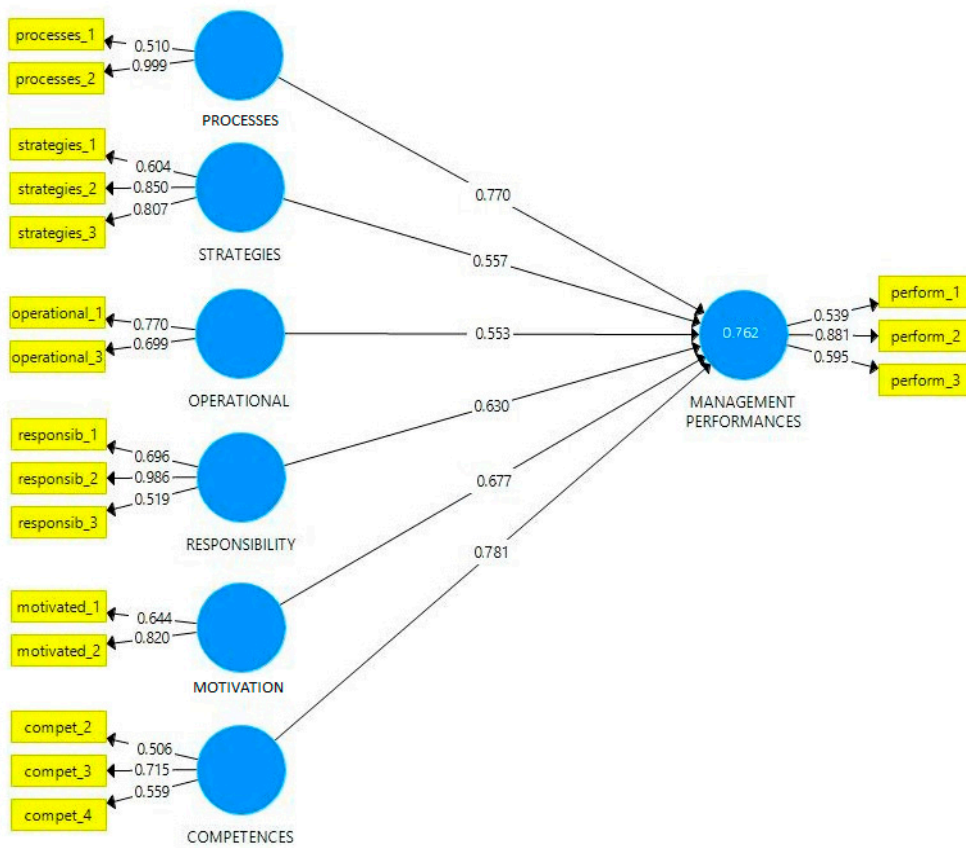 processes_1
0.510
processes_2
0.999
PROCESSES
strategies_1
0.604
strategies_2
0.850
strategies_3
0.807
STRATEGIES
operational_1
0.770
operational_3
0.699
OPERATIONAL
responsib_1
0.696
responsib_2
0.986
responsib_3
0.519
RESPONSIBILITY
motivated_1
0.644
motivated_2
0.820
MOTIVATION
compet_2
0.506
compet_3
0.715
compet_4
0.559
COMPETENCES
0.770
0.557
0.553
0.630
0.677
0.781
0.762
MANAGEMENT
PERFORMANCES
0.539
perform_1
0.881
perform_2
0.595
perform_3